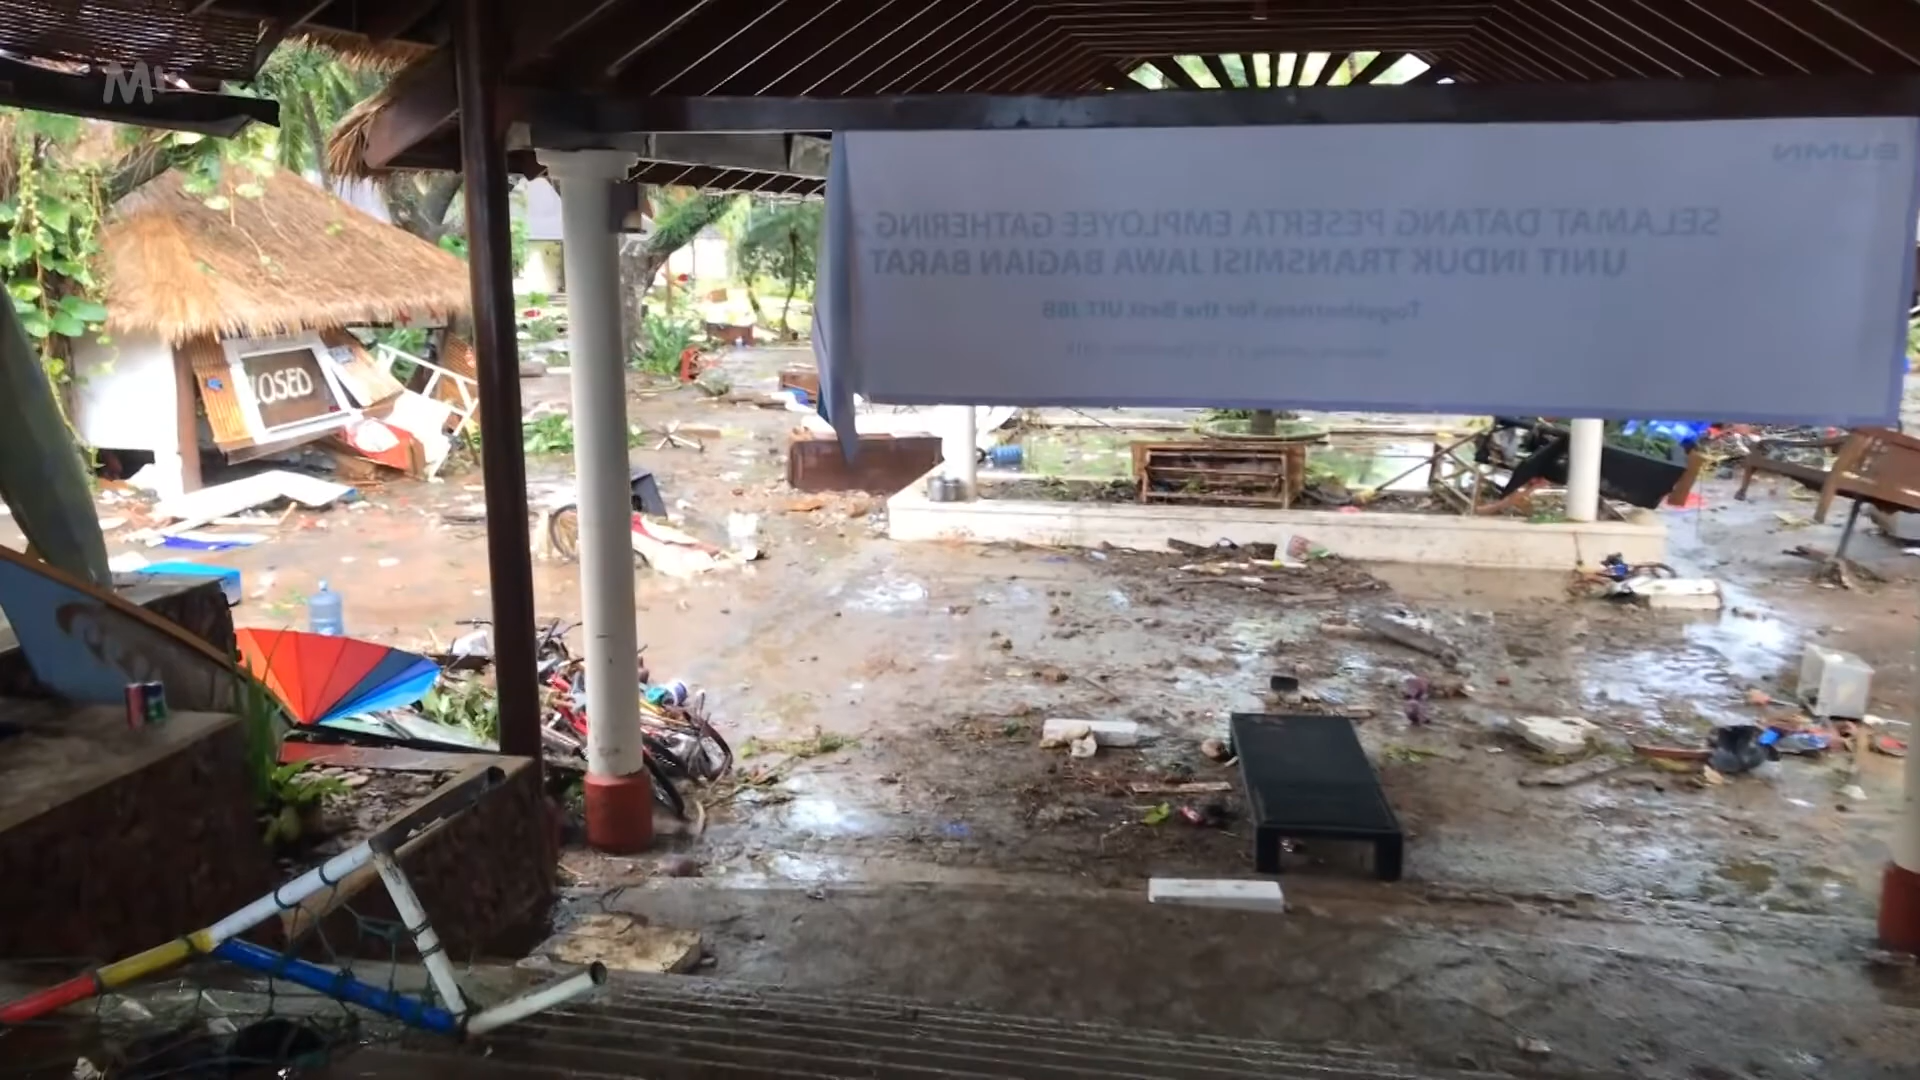 BUMN
SELAMAT DATANG PESERTA EMPLOYEE GATHERING
UNIT INDUK TRANSMISI JAWA BAGIAN BARAT
Togetherness for the Best UIT JBB
LOSED